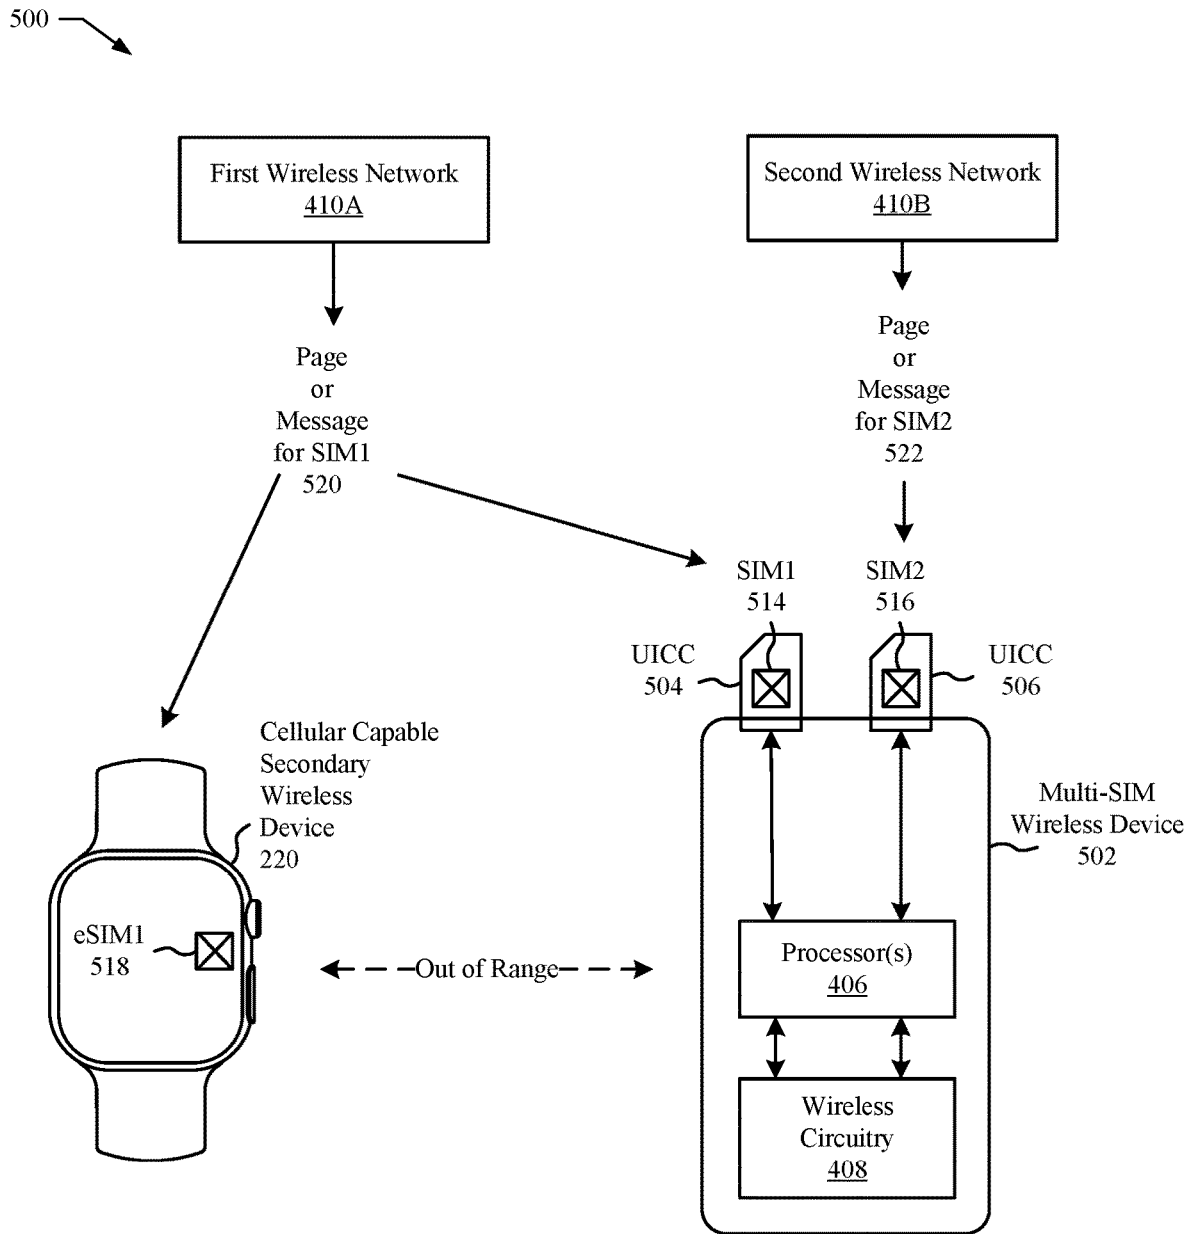 500
First Wireless Network
410A
Second Wireless Network
410B
Page
or
Message
for SIM1
520
Page
or
Message
for SIM2
522
SIM1
514
SIM2
516
UICC
504
UICC
506
Cellular Capable
Secondary
Wireless
Device
220
Multi-SIM
Wireless Device
502
eSIM1
518
Out of Range
Processor(s)
406
Wireless
Circuitry
408